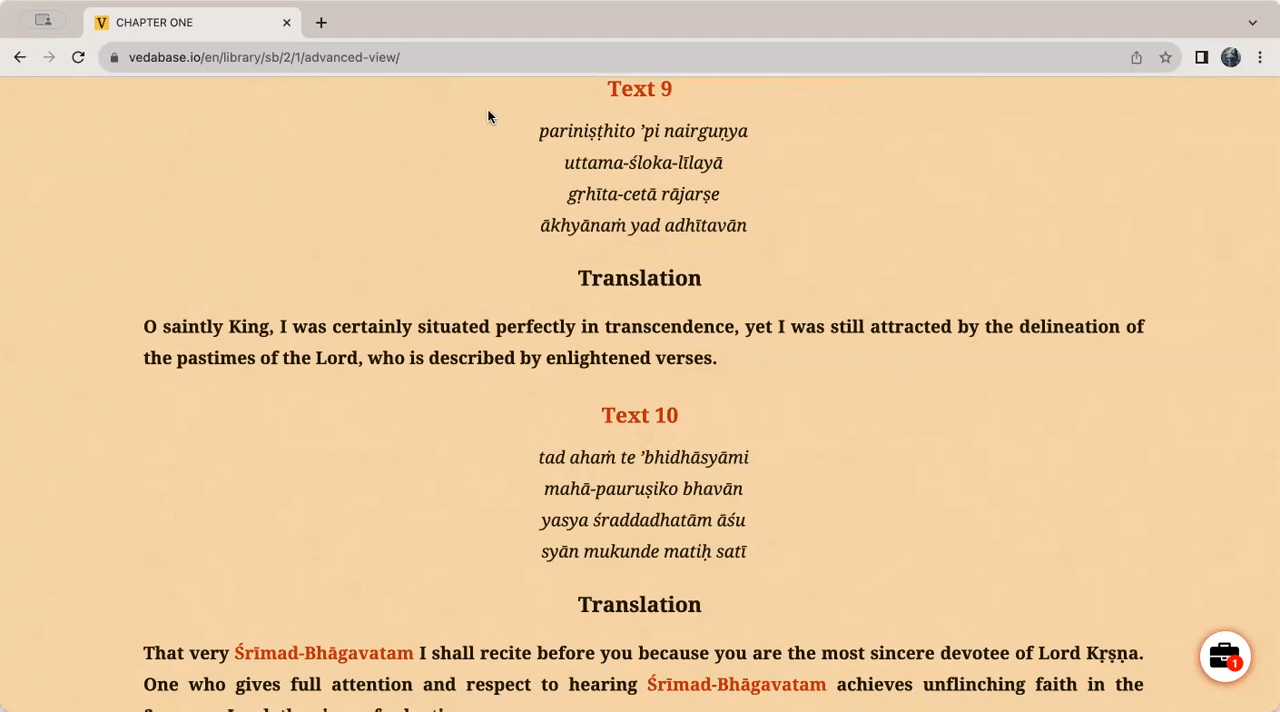 CHAPTER ONE
vedabase.io/en/library/sb/2/1/advanced-view/
Text 9
pariniṣṭhito ’pi nairguṇya
uttama-śloka-līlayā
gṛhīta-cetā rājarṣe
ākhyānaṁ yad adhītavān
Translation
O saintly King, I was certainly situated perfectly in transcendence, yet I was still attracted by the delineation of
the pastimes of the Lord, who is described by enlightened verses.
Text 10
tad ahaṁ te ’bhidhāsyāmi
mahā-pauruṣiko bhavān
yasya śraddadhatām āśu
syān mukunde matiḥ satī
Translation
That very Śrīmad-Bhāgavatam I shall recite before you because you are the most sincere devotee of Lord Kṛṣṇa.
One who gives full attention and respect to hearing Śrīmad-Bhāgavatam achieves unflinching faith in the
1